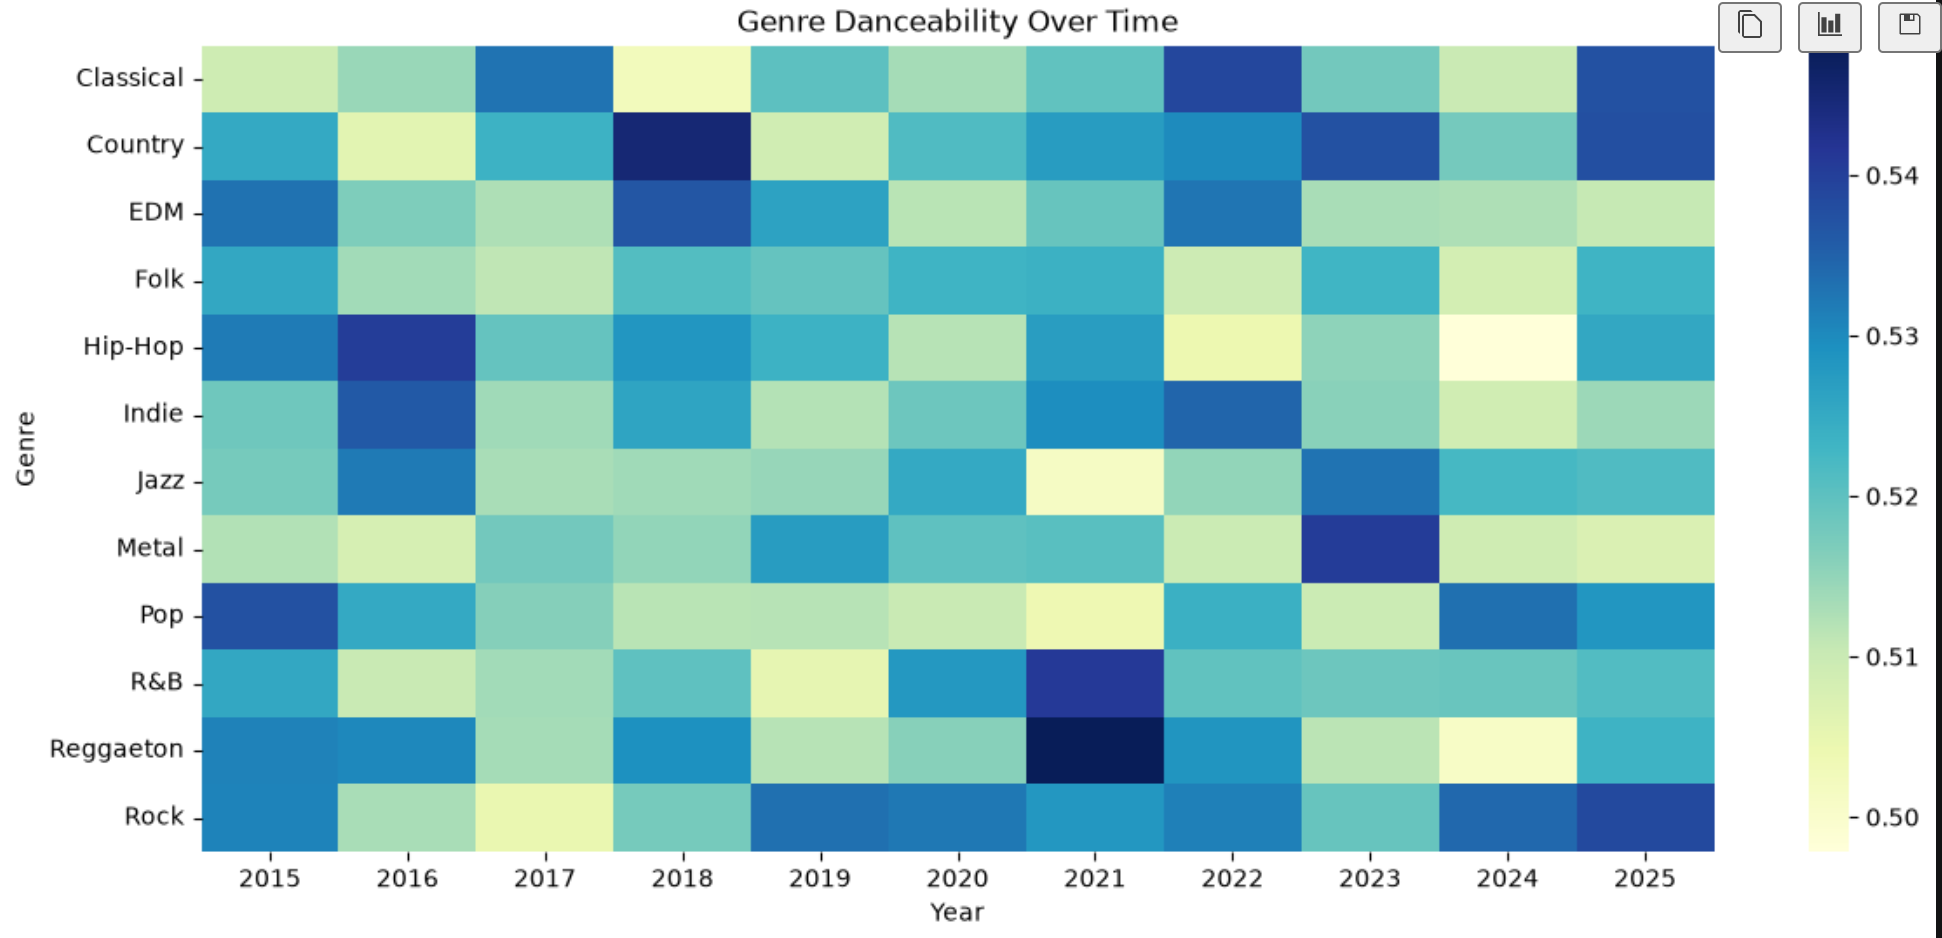 Genre Danceability Over Time
Classical
Country
EDM
Folk
Hip-Hop
Indie
Jazz
Metal
Pop
R&B
Reggaeton
Rock
Genre
2015 2016 2017 2018 2019 2020 2021 2022 2023 2024 2025
Year
0.54
0.53
0.52
0.51
0.50